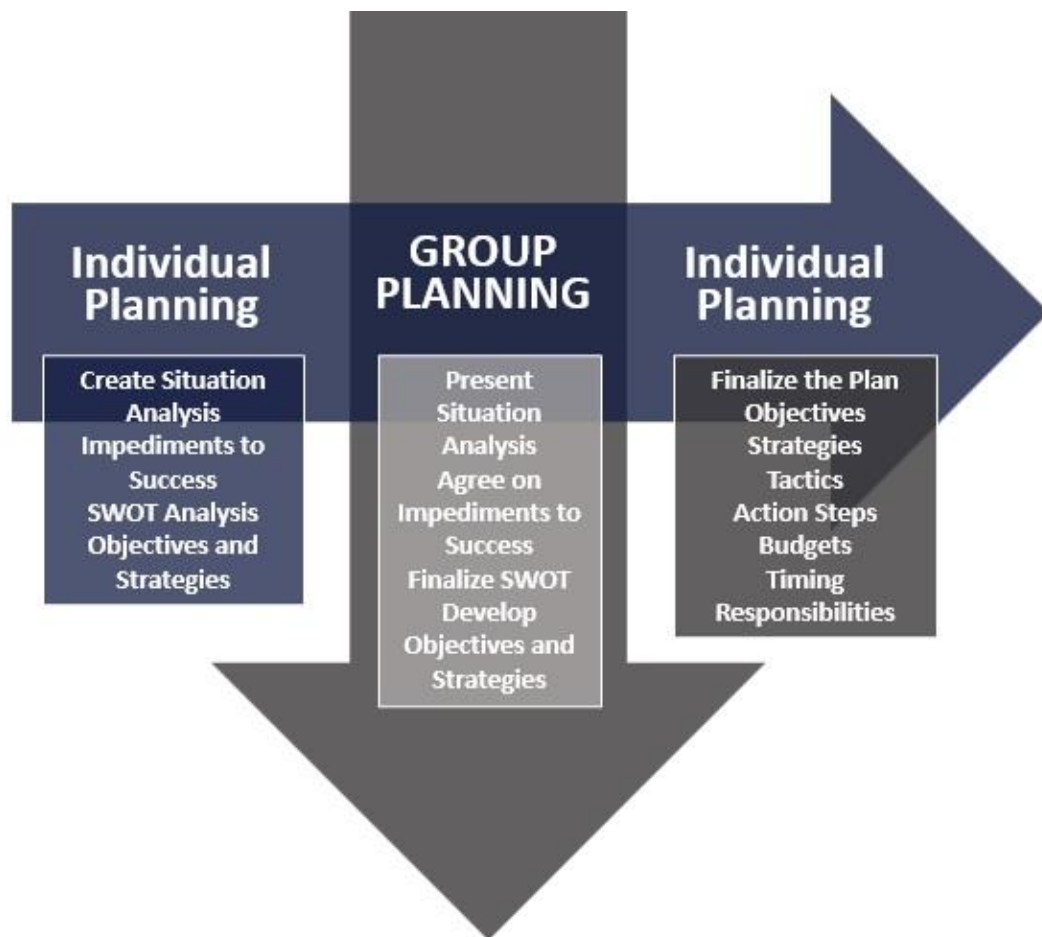 Individual
Planning
Create Situation
Analysis
Impediments to
Success
SWOT Analysis
Objectives and
Strategies
GROUP
PLANNING
Present
Situation
Analysis
Agree on
Impediments to
Success
Finalize SWOT
Develop
Objectives and
Strategies
Individual
Planning
Finalize the Plan
Objectives
Strategies
Tactics
Action Steps
Budgets
Timing
Responsibilities